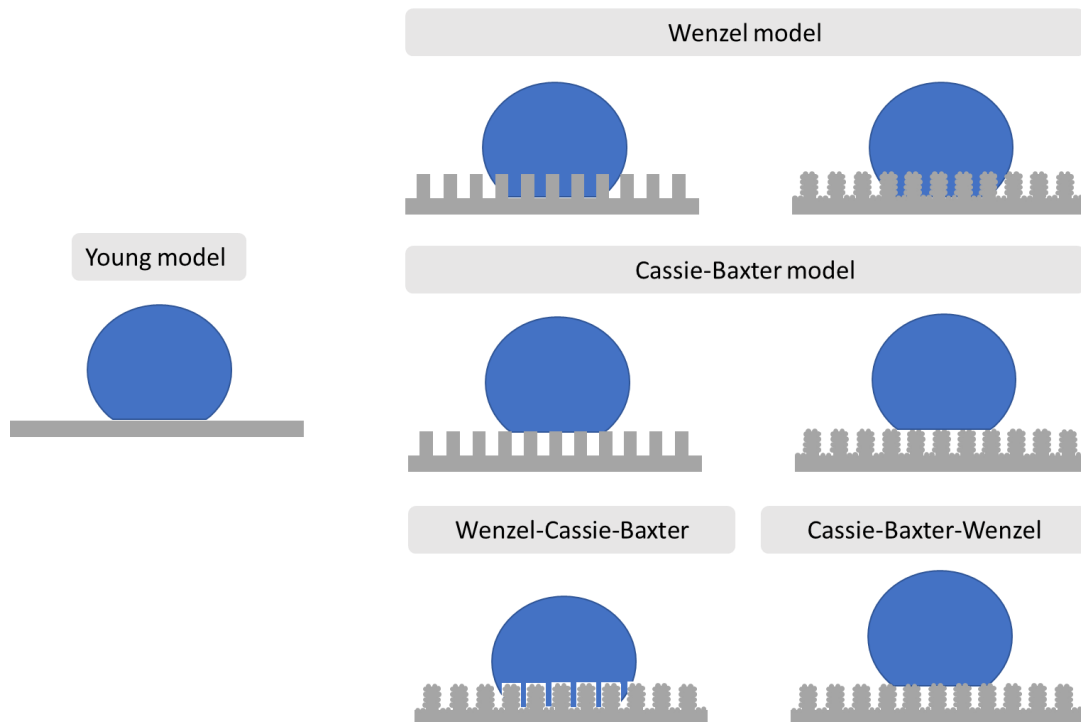 Wenzel model
Young model
Cassie-Baxter model
Wenzel-Cassie-Baxter
Cassie-Baxter-Wenzel